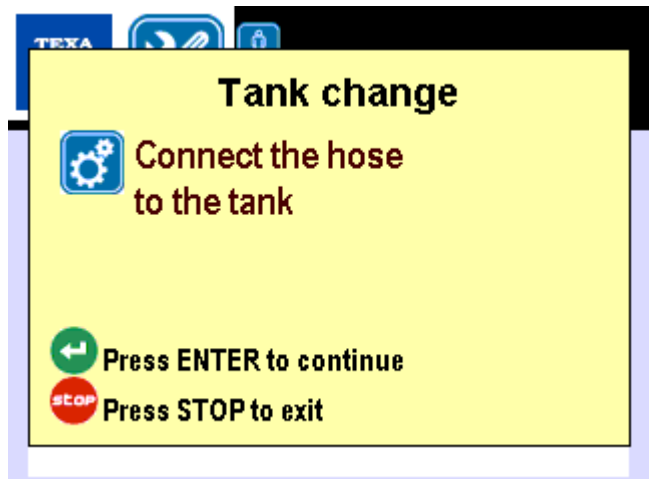 TEXA
Tank change
Connect the hose
to the tank
Press ENTER to continue
stop
Press STOP to exit